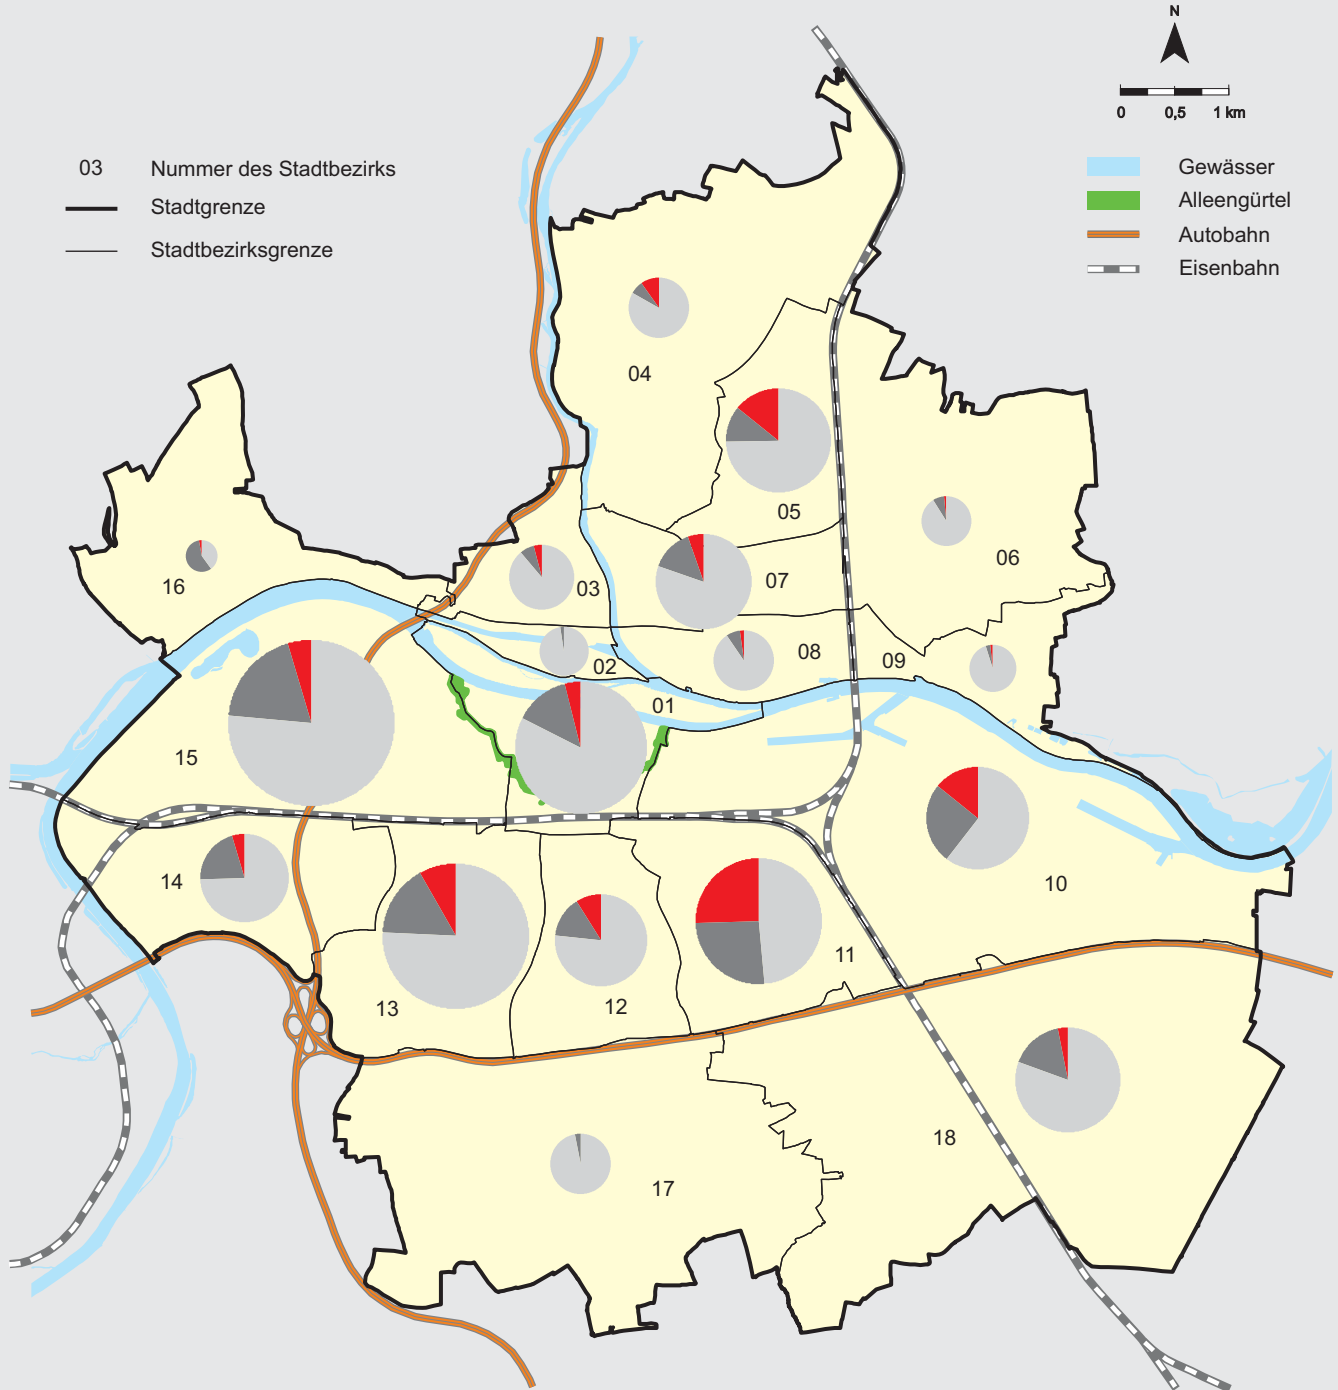 N
0 0,5 1 km
03 Nummer des Stadtbezirks
Stadtgrenze
Stadtbezirksgrenze
Gewässer
Alleengürtel
Autobahn
Eisenbahn
04
05
06
16
03
07
02
08
09
01
15
14
10
13
12
11
18
17